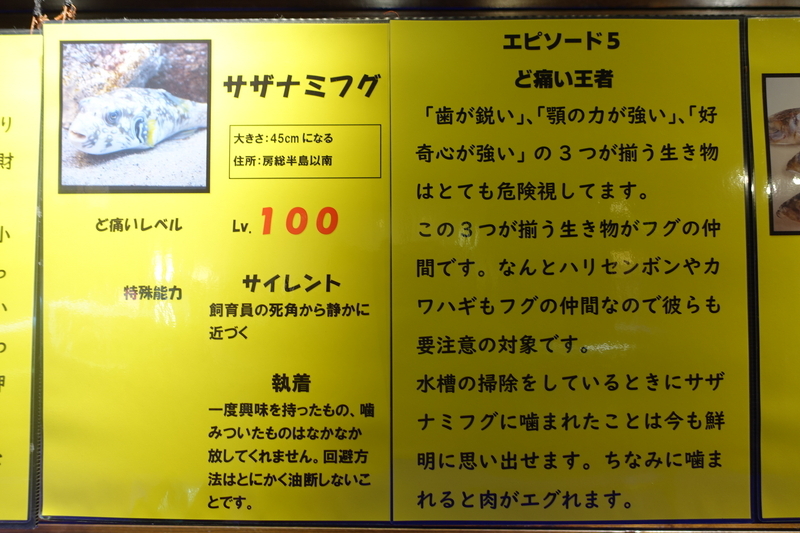 サザナミフグ
大きさ:45cmになる
住所:房総半島以南
ど痛いレベル Lv.100
特殊能力
サイレント
飼育員の死角から静かに
近づく
執着
一度興味を持ったもの、噛
みついたものはなかなか
放してくれません。回避方
法はとにかく油断しないこ
とです。
エピソード5
ど痛い王者
「歯が鋭い」、「顎の力が強い」、「好
奇心が強い」の3つが揃う生き物
はとても危険視してます。
この3つが揃う生き物がフグの仲
間です。なんとハリセンボンやカ
ワハギもフグの仲間なので彼らも
要注意の対象です。
水槽の掃除をしているときにサザ
ナミフグに噛まれたことは今も鮮
明に思い出せます。ちなみに噛ま
れると肉がエグれます。